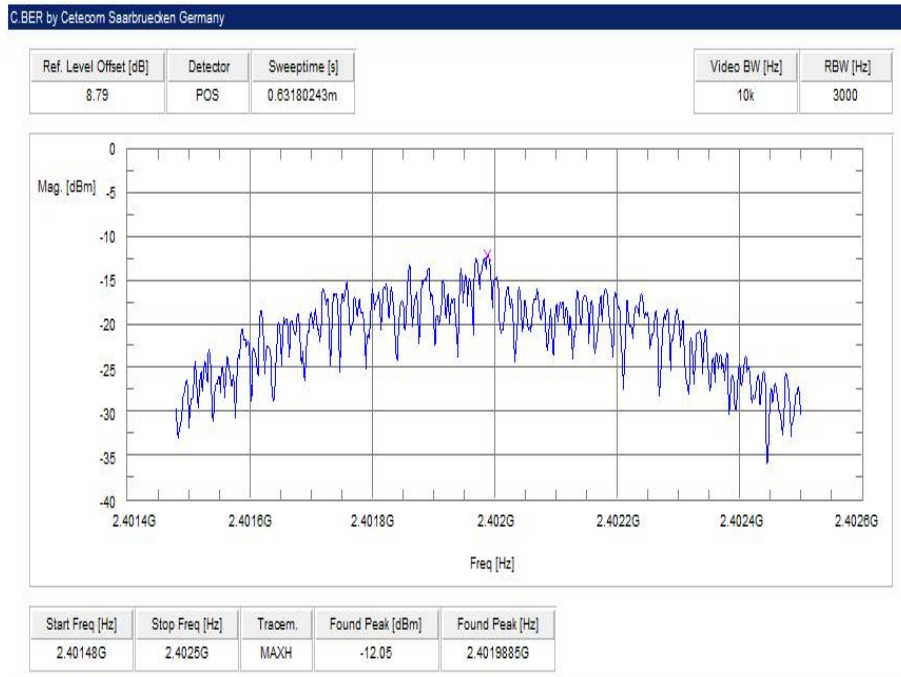 C.BER by Cetecom Saarbruecken Germany
Ref. Level Offset [dB] Detector Sweeptime [s] Video BW [Hz] RBW [Hz]
8.79 POS 0.63180243m 10k 3000
0
Mag. [dBm] -5
-10
-15
-20
-25
-30
-35
-40
2.4014G 2.4016G 2.4018G 2.402G 2.4022G 2.4024G 2.4026G
Freq [Hz]
Start Freq [Hz] Stop Freq [Hz] Tracem. Found Peak [dBm] Found Peak [Hz]
2.40148G 2.4025G MAXH -12.05 2.4019885G